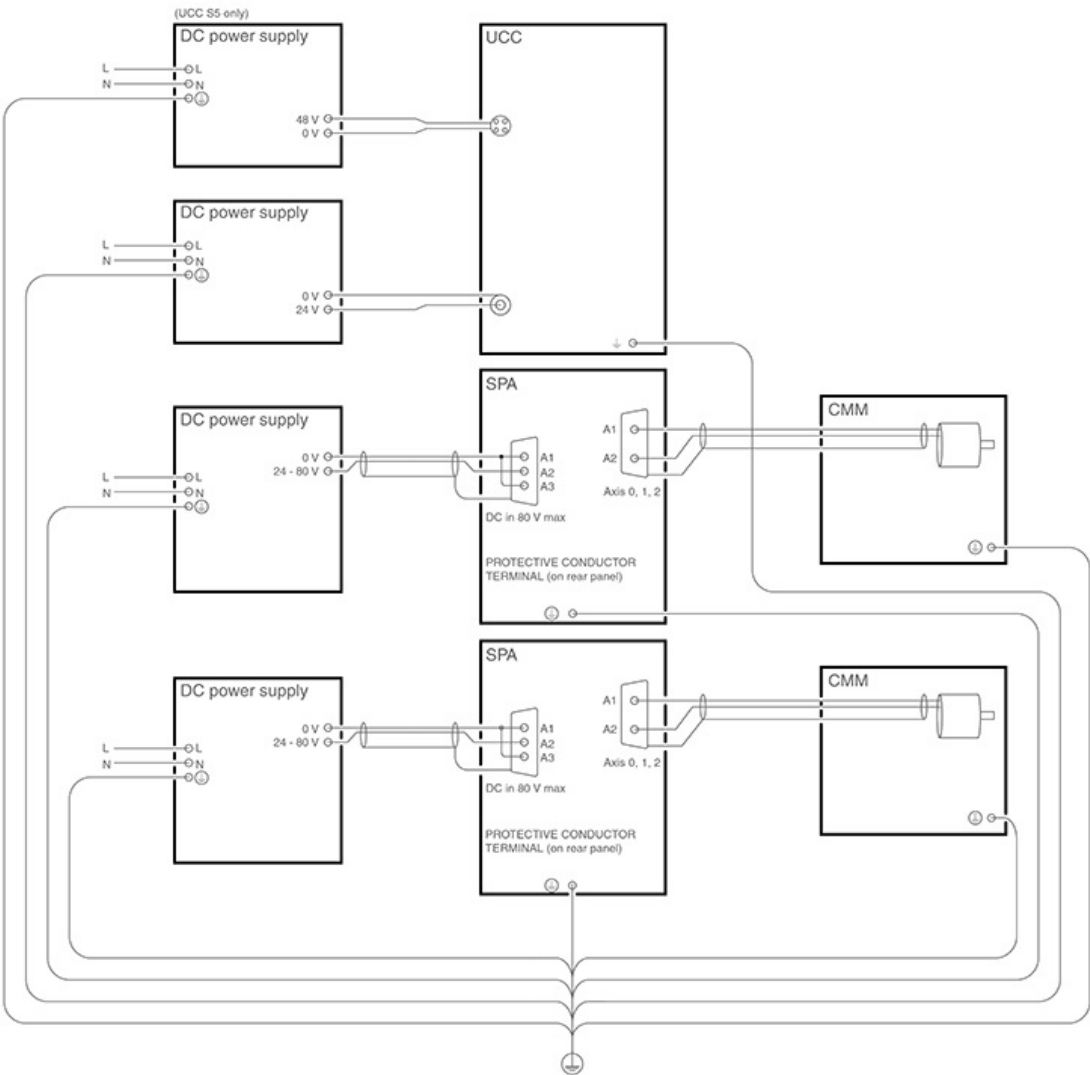 (UCC S5 only)
DC power supply
L
L
N
N
48 V
0 V
UCC
DC power supply
L
L
N
N
0 V
24 V
SPA
A1
A2
Axis 0, 1, 2
CMM
DC power supply
0 V
24 - 80 V
A1
A2
A3
L
L
N
N
DC in 80 V max
PROTECTIVE CONDUCTOR
TERMINAL (on rear panel)
SPA
A1
A2
Axis 0, 1, 2
CMM
DC power supply
0 V
24 - 80 V
A1
A2
A3
L
L
N
N
DC in 80 V max
PROTECTIVE CONDUCTOR
TERMINAL (on rear panel)